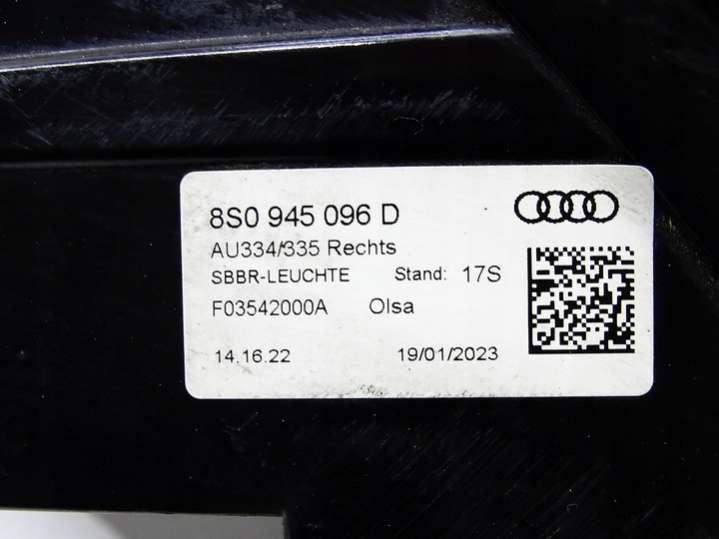 8S0 945 096 D
AU334/335 Rechts
SBBR-LEUCHTE Stand: 17S
F03542000A Olsa
14.16.22 19/01/2023